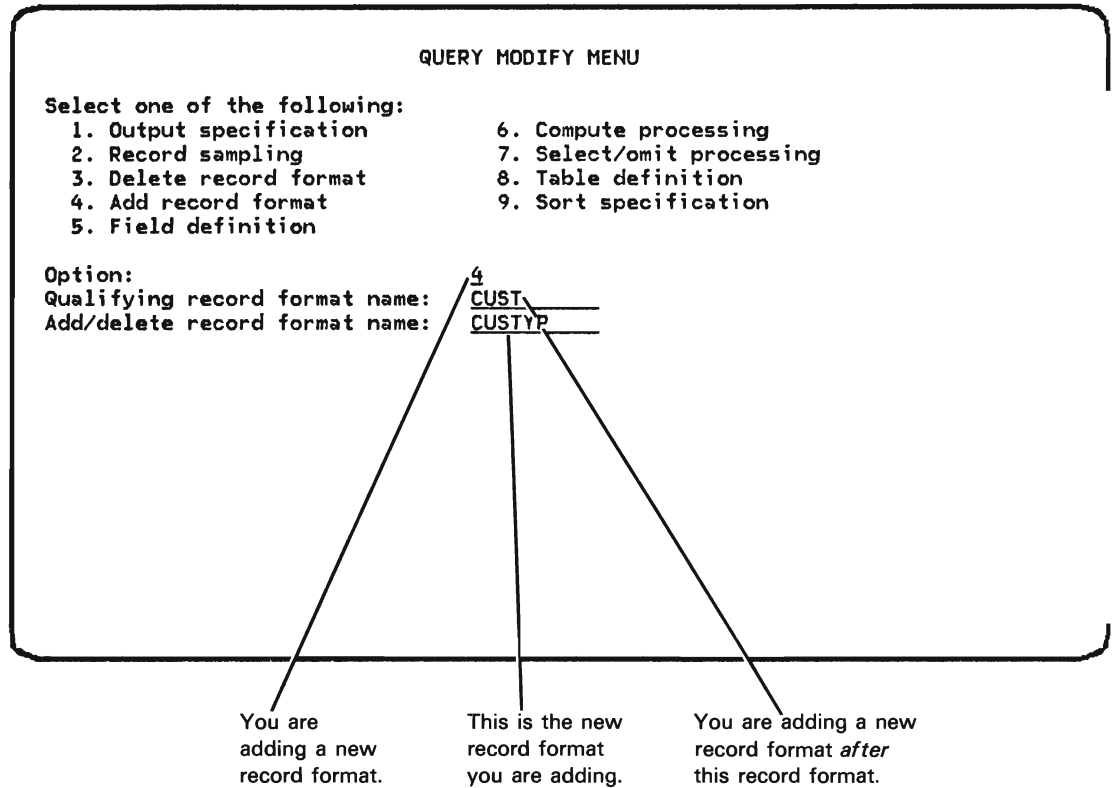 QUERY MODIFY MENU
Select one of the following:
1. Output specification
2. Record sampling
3. Delete record format
4. Add record format
5. Field definition
6. Compute processing
7. Select/omit processing
8. Table definition
9. Sort specification
Option: 4
Qualifying record format name: CUST
Add/delete record format name: CUSTYP
You are
adding a new
record format.
This is the new
record format
you are adding.
You are adding a new
record format after
this record format.